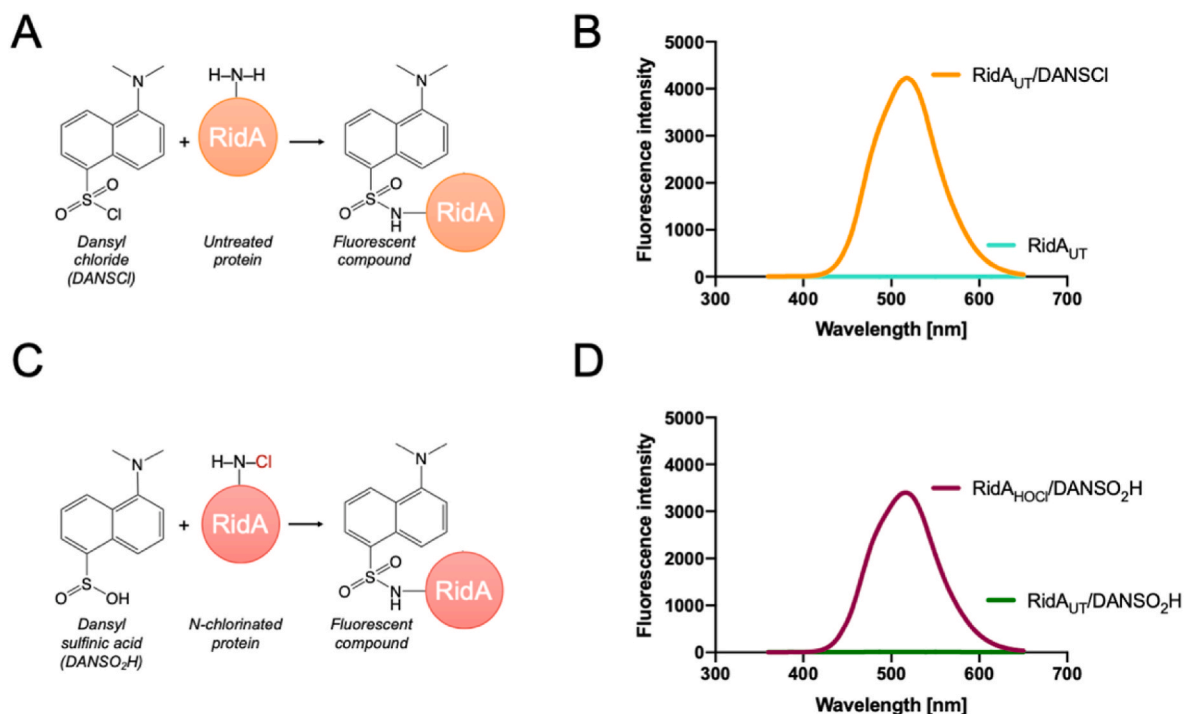 A
N
H–N–H
RidA
+
O
S
O
Cl
Dansyl
chloride
(DANSCl)
Untreated
protein
N
O
S
O
N
H
RidA
Fluorescent
compound
B
Fluorescence intensity
5000
4000
3000
2000
1000
0
300 400 500 600 700
Wavelength [nm]
RidAUT/DANSCl
RidAUT
C
N
H–N–Cl
RidA
+
S
O
OH
Dansyl
sulfinic acid
(DANSO2H)
N-chlorinated
protein
N
O
S
O
N
H
RidA
Fluorescent
compound
D
Fluorescence intensity
5000
4000
3000
2000
1000
0
300 400 500 600 700
Wavelength [nm]
RidAHOCl/DANSO2H
RidAUT/DANSO2H